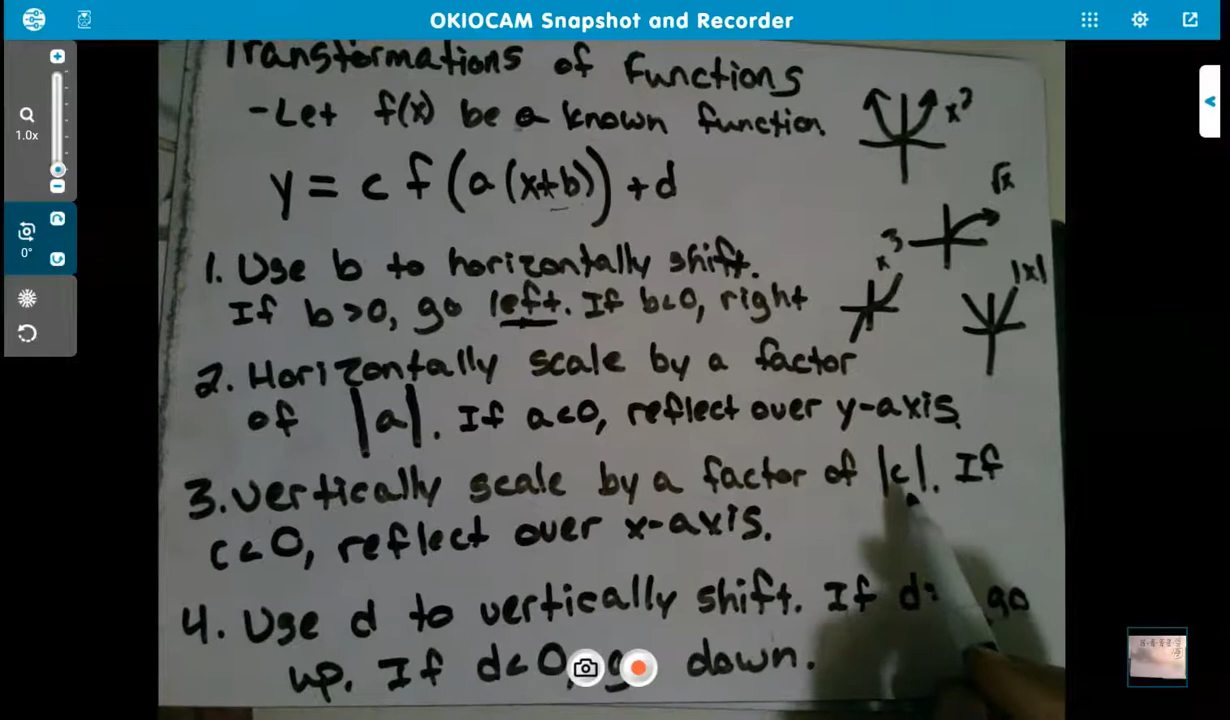 OKIOCAM Snapshot and Recorder
1.0x
0°
Transformations of Functions
-Let f(x) be a known function.
x²
y = c f(a(x+b))+d
√x
1. Use b to horizontally shift.
x³
|x|
If b>0, go left. If b<0, right
2. Horizontally scale by a factor
of |a|. If a<0, reflect over y-axis.
3. Vertically scale by a factor of |c|. If
c<0, reflect over x-axis.
4. Use d to vertically shift. If d go
up. If d<0, down.